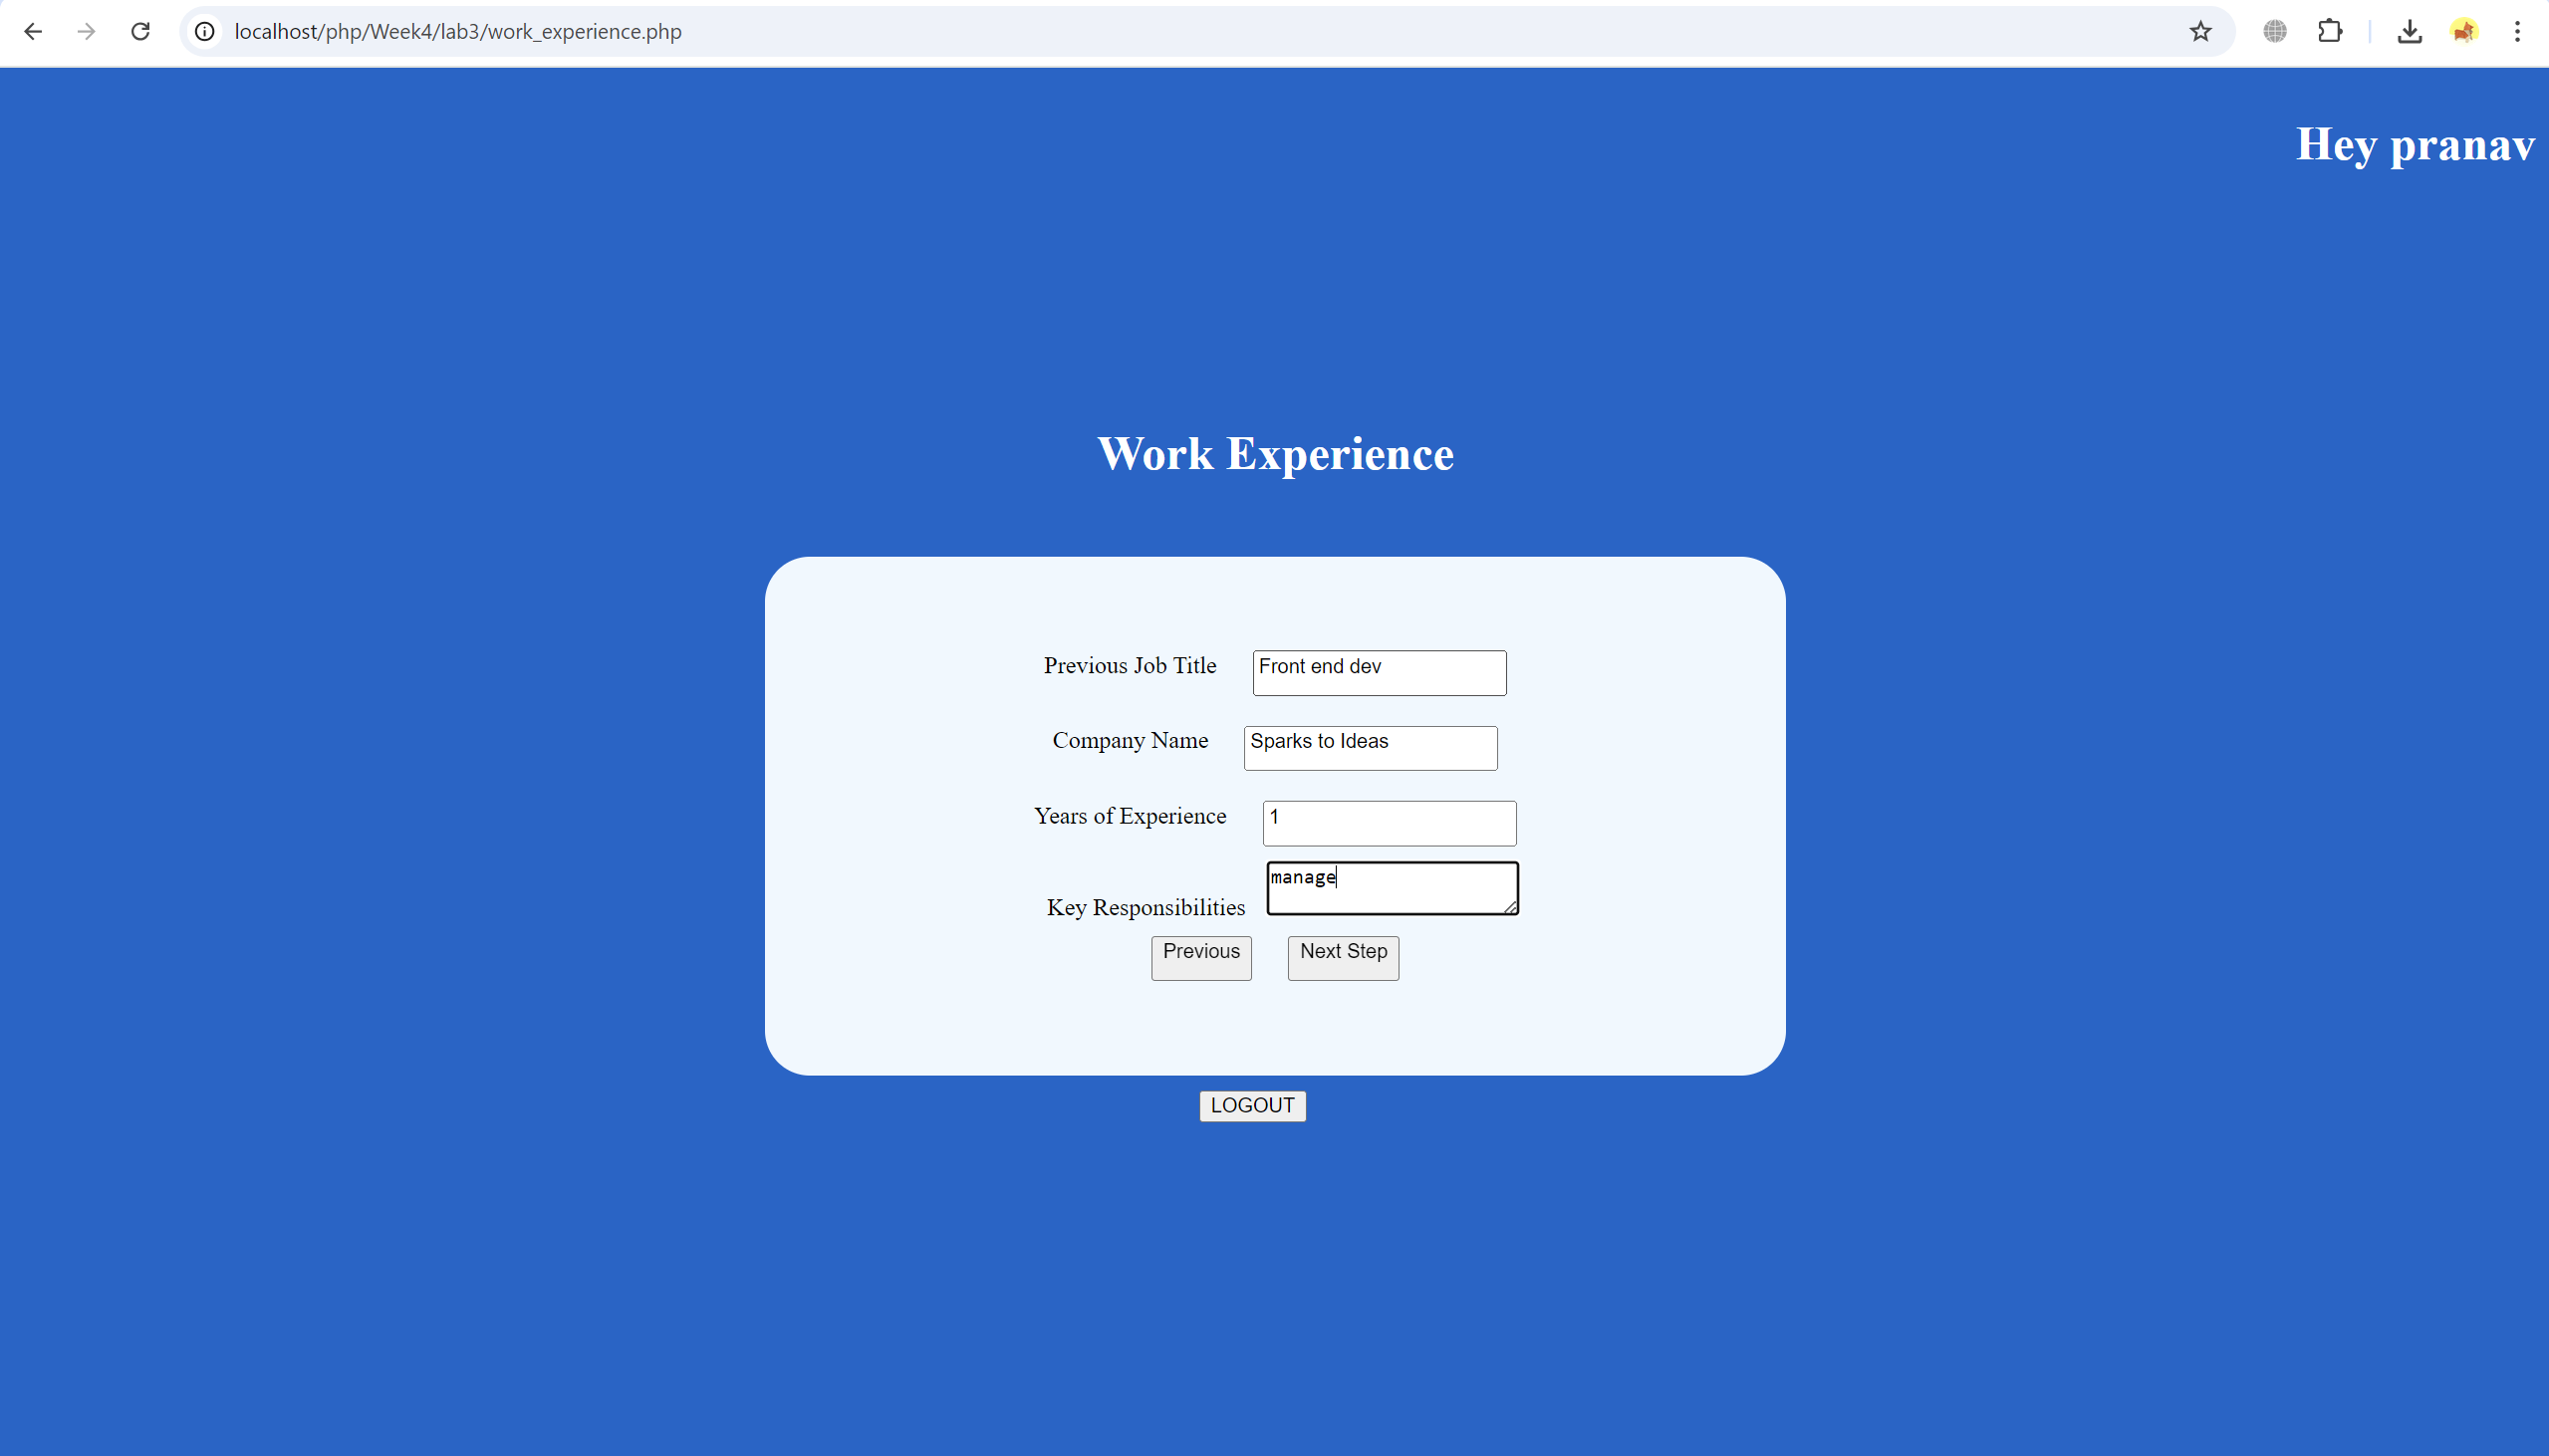 localhost/php/Week4/lab3/work_experience.php
Hey pranav
Work Experience
Previous Job Title Front end dev
Company Name Sparks to Ideas
Years of Experience 1
Key Responsibilities manage
Previous Next Step
LOGOUT